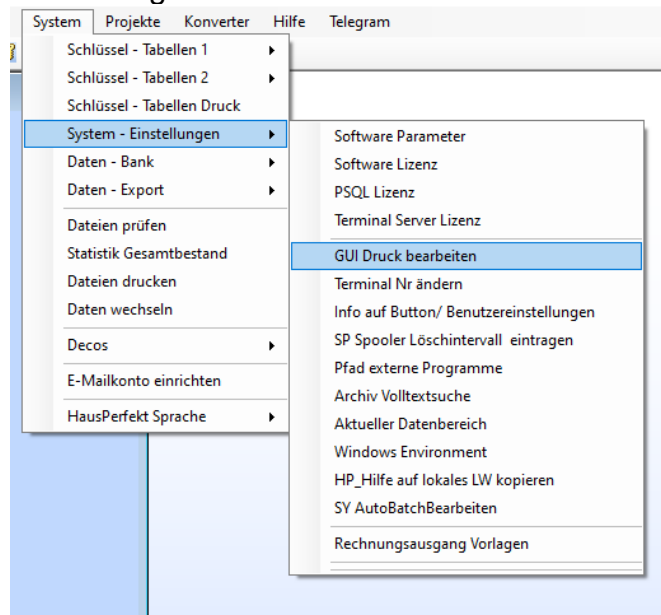 System Projekte Konverter Hilfe Telegram
Schlüssel - Tabellen 1
Schlüssel - Tabellen 2
Schlüssel - Tabellen Druck
System - Einstellungen
Daten - Bank
Daten - Export
Dateien prüfen
Statistik Gesamtbestand
Dateien drucken
Daten wechseln
Decos
E-Mailkonto einrichten
HausPerfekt Sprache
Software Parameter
Software Lizenz
PSQL Lizenz
Terminal Server Lizenz
GUI Druck bearbeiten
Terminal Nr ändern
Info auf Button/ Benutzereinstellungen
SP Spooler Löschintervall  eintragen
Pfad externe Programme
Archiv Volltextsuche
Aktueller Datenbereich
Windows Environment
HP_Hilfe auf lokales LW kopieren
SY AutoBatchBearbeiten
Rechnungsausgang Vorlagen